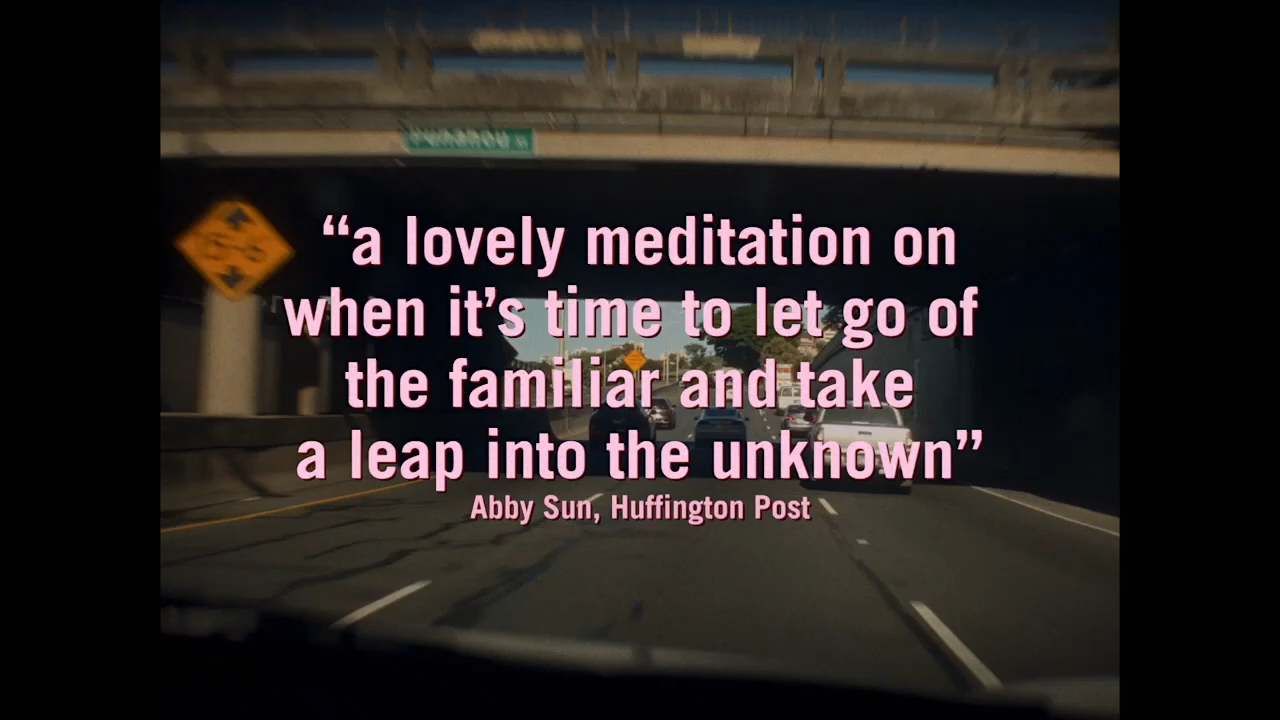 “a lovely meditation on
when it’s time to let go of
the familiar and take
a leap into the unknown”
Abby Sun, Huffington Post